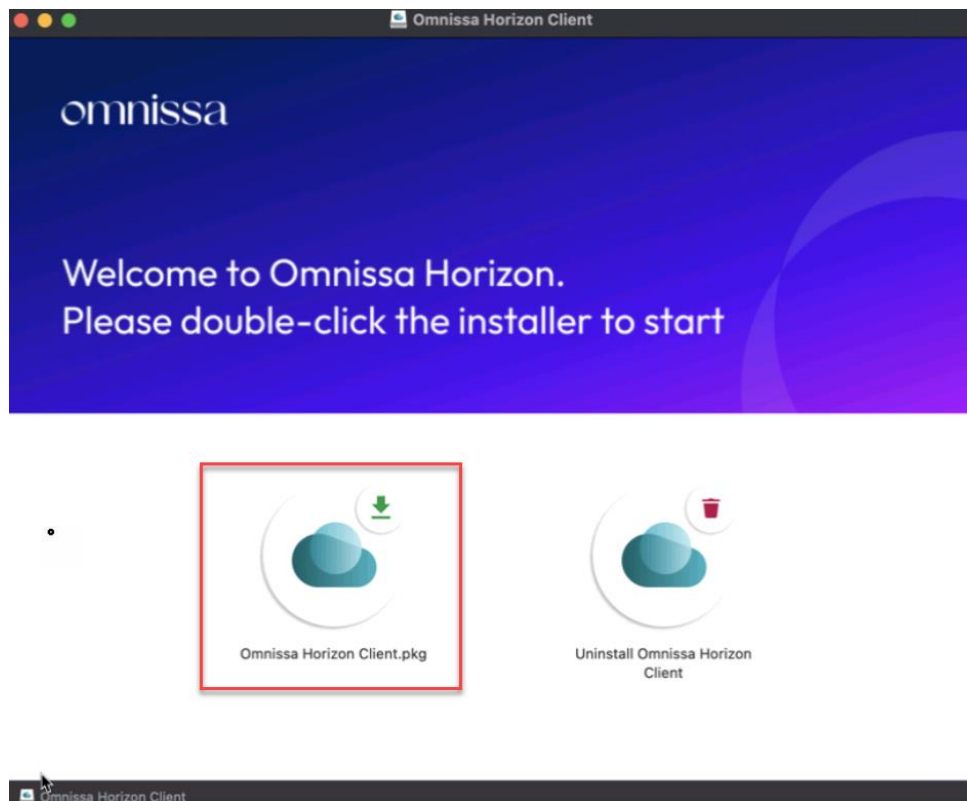 Omnissa Horizon Client
omnissa
Welcome to Omnissa Horizon.
Please double-click the installer to start
Omnissa Horizon Client.pkg
Uninstall Omnissa Horizon
Client
Omnissa Horizon Client